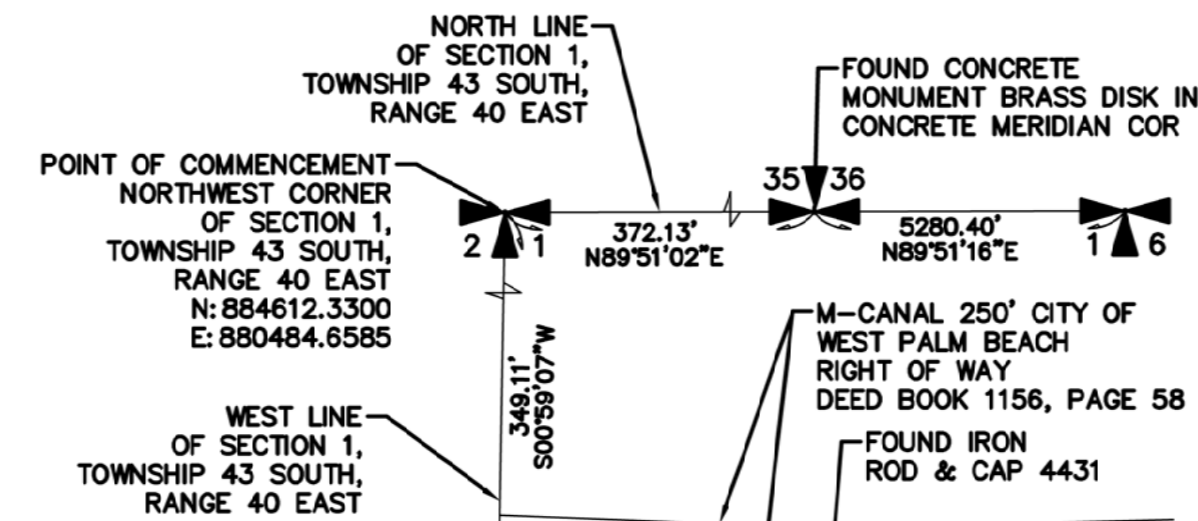 NORTH LINE
OF SECTION 1,
TOWNSHIP 43 SOUTH,
RANGE 40 EAST
FOUND CONCRETE
MONUMENT BRASS DISK IN
CONCRETE MERIDIAN COR
POINT OF COMMENCEMENT
NORTHWEST CORNER
OF SECTION 1,
TOWNSHIP 43 SOUTH,
RANGE 40 EAST
N: 884612.3300
E: 880484.6585
2 1
35 36
1 6
372.13'
N89°51'02"E
5280.40'
N89°51'16"E
349.11'
S00°59'07"W
M-CANAL 250' CITY OF
WEST PALM BEACH
RIGHT OF WAY
DEED BOOK 1156, PAGE 58
WEST LINE
OF SECTION 1,
TOWNSHIP 43 SOUTH,
RANGE 40 EAST
FOUND IRON
ROD & CAP 4431